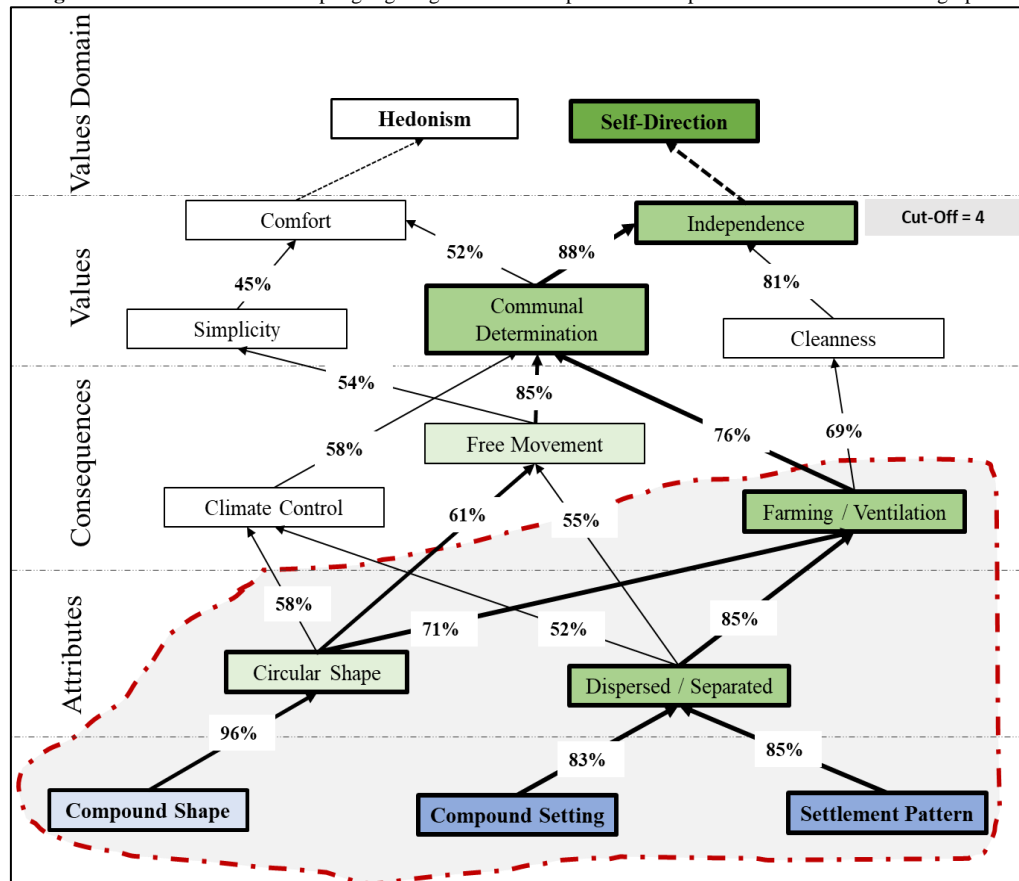 Values Domain
Hedonism
Self-Direction
Values
Comfort
Independence
Cut-Off = 4
52%
88%
45%
81%
Communal
Determination
Simplicity
Cleanness
Consequences
54%
85%
58%
76%
69%
Free Movement
Climate Control
61%
55%
Farming / Ventilation
Attributes
58%
71%
52%
85%
Circular Shape
Dispersed / Separated
96%
83%
85%
Compound Shape
Compound Setting
Settlement Pattern